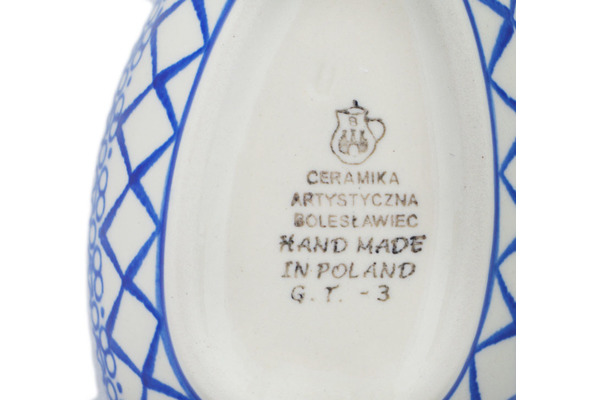 B
CERAMIKA
ARTYSTYCZNA
BOLESŁAWIEC
HAND MADE
IN POLAND
G. T. - 3